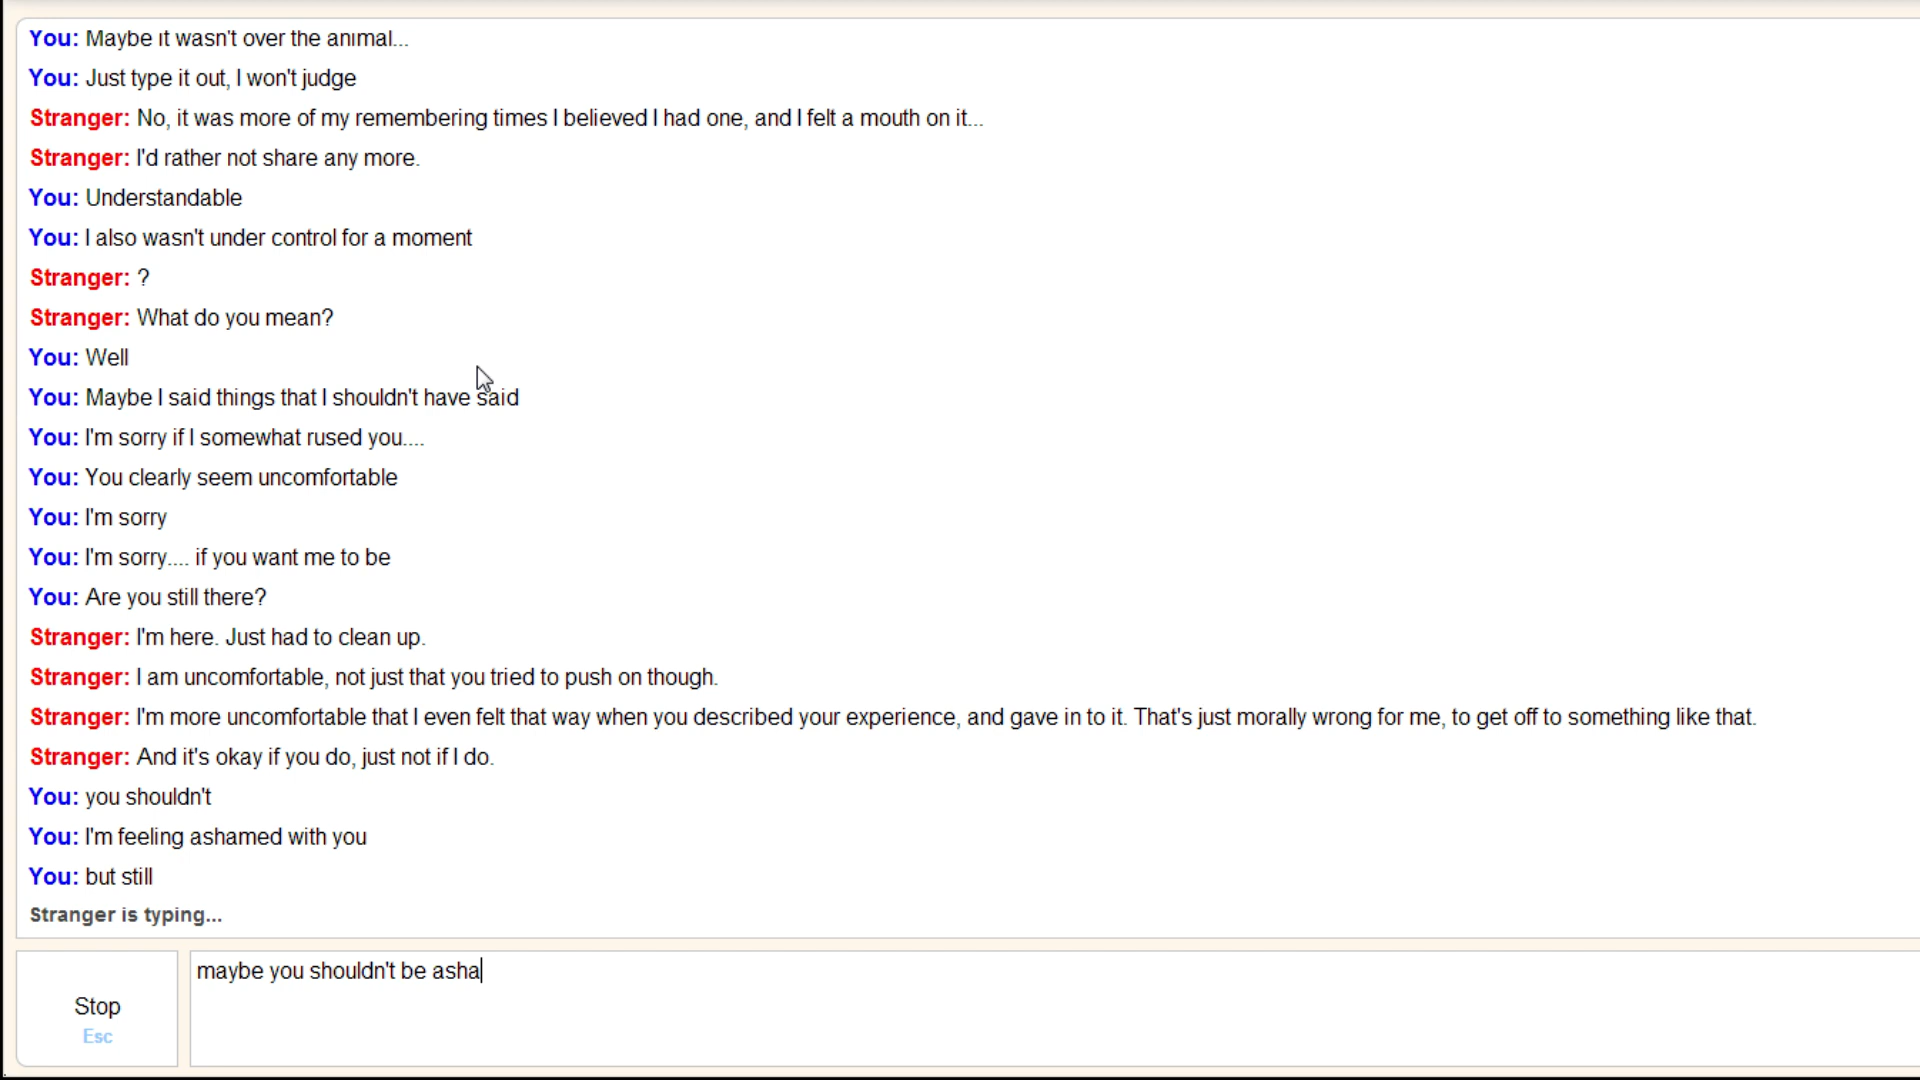 You: Maybe it wasn't over the animal...
You: Just type it out, I won't judge
Stranger: No, it was more of my remembering times I believed I had one, and I felt a mouth on it...
Stranger: I'd rather not share any more.
You: Understandable
You: I also wasn't under control for a moment
Stranger: ?
Stranger: What do you mean?
You: Well
You: Maybe I said things that I shouldn't have said
You: I'm sorry if I somewhat rused you....
You: You clearly seem uncomfortable
You: I'm sorry
You: I'm sorry.... if you want me to be
You: Are you still there?
Stranger: I'm here. Just had to clean up.
Stranger: I am uncomfortable, not just that you tried to push on though.
Stranger: I'm more uncomfortable that I even felt that way when you described your experience, and gave in to it. That's just morally wrong for me, to get off to something like that.
Stranger: And it's okay if you do, just not if I do.
You: you shouldn't
You: I'm feeling ashamed with you
You: but still
Stranger is typing...
maybe you shouldn't be asha
Stop
Esc